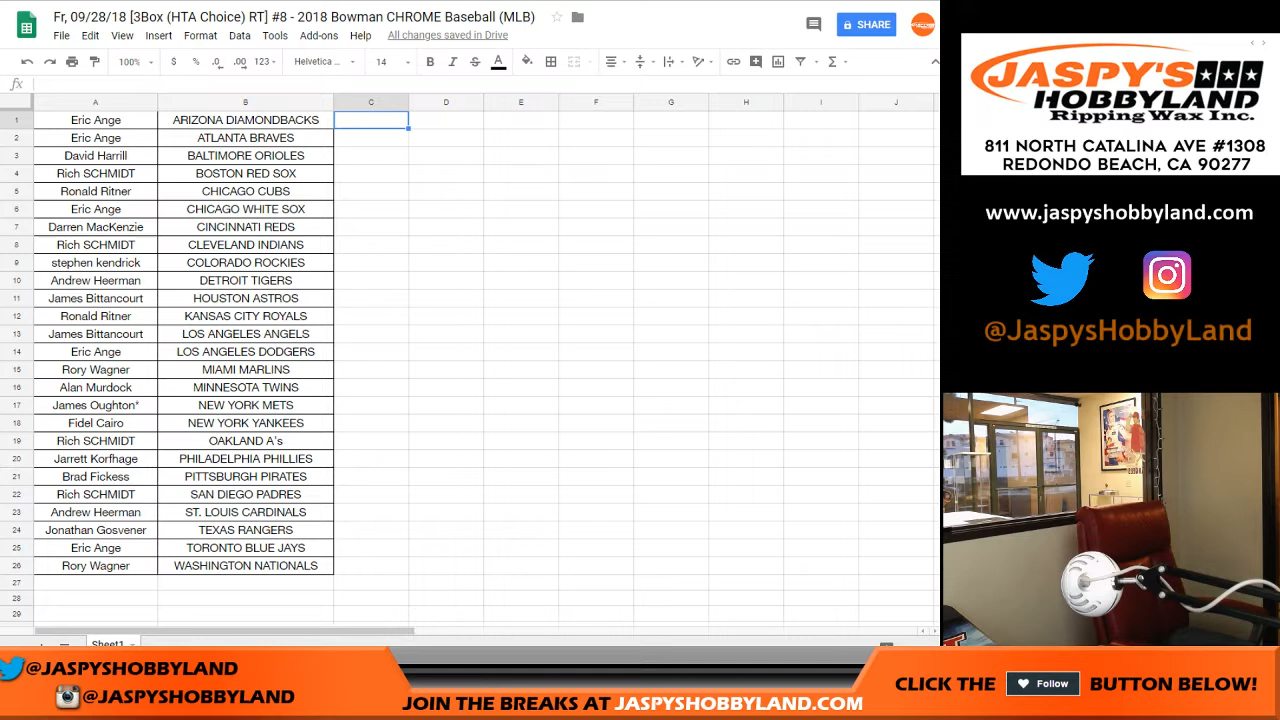 Fr, 09/28/18 [3Box (HTA Choice) RT] #8 - 2018 Bowman CHROME Baseball (MLB)
SHARE
File Edit View Insert Format Data Tools Add-ons Help All changes saved in Drive
100% $ % .0 .00 123 Helvetica ... 14 B I S A
fx
A B C D E F G H I J
1 Eric Ange ARIZONA DIAMONDBACKS
2 Eric Ange ATLANTA BRAVES
3 David Harrill BALTIMORE ORIOLES
4 Rich SCHMIDT BOSTON RED SOX
5 Ronald Ritner CHICAGO CUBS
6 Eric Ange CHICAGO WHITE SOX
7 Darren MacKenzie CINCINNATI REDS
8 Rich SCHMIDT CLEVELAND INDIANS
9 stephen kendrick COLORADO ROCKIES
10 Andrew Heerman DETROIT TIGERS
11 James Bittancourt HOUSTON ASTROS
12 Ronald Ritner KANSAS CITY ROYALS
13 James Bittancourt LOS ANGELES ANGELS
14 Eric Ange LOS ANGELES DODGERS
15 Rory Wagner MIAMI MARLINS
16 Alan Murdock MINNESOTA TWINS
17 James Oughton* NEW YORK METS
18 Fidel Cairo NEW YORK YANKEES
19 Rich SCHMIDT OAKLAND A's
20 Jarrett Korfhage PHILADELPHIA PHILLIES
21 Brad Fickess PITTSBURGH PIRATES
22 Rich SCHMIDT SAN DIEGO PADRES
23 Andrew Heerman ST. LOUIS CARDINALS
24 Jonathan Gosvener TEXAS RANGERS
25 Eric Ange TORONTO BLUE JAYS
26 Rory Wagner WASHINGTON NATIONALS
27
28
29
Sheet1
JASPY'S
HOBBYLAND
Ripping Wax Inc.
811 NORTH CATALINA AVE #1308
REDONDO BEACH, CA 90277
www.jaspyshobbyland.com
@JaspysHobbyLand
@JASPYSHOBBYLAND
@JASPYSHOBBYLAND
JOIN THE BREAKS AT JASPYSHOBBYLAND.COM
CLICK THE Follow BUTTON BELOW!